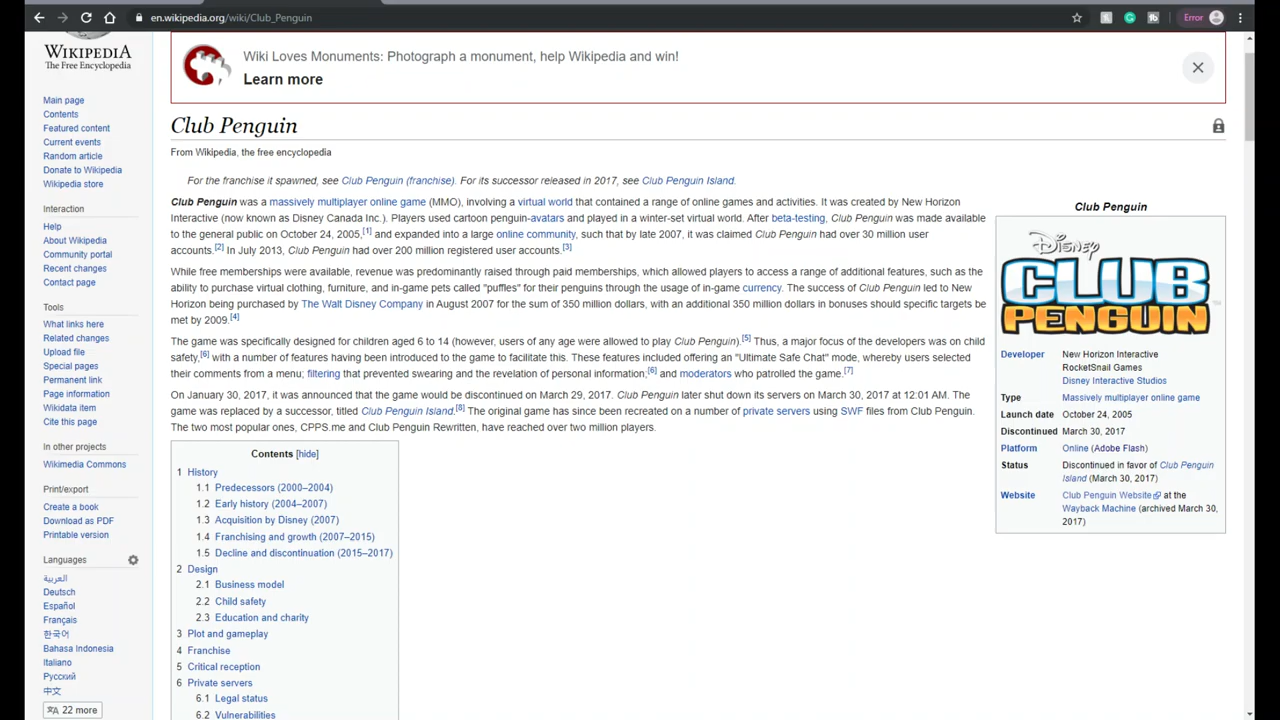 en.wikipedia.org/wiki/Club_Penguin
Error
WIKIPEDIA
The Free Encyclopedia
Main page
Contents
Featured content
Current events
Random article
Donate to Wikipedia
Wikipedia store
Interaction
Help
About Wikipedia
Community portal
Recent changes
Contact page
Tools
What links here
Related changes
Upload file
Special pages
Permanent link
Page information
Wikidata item
Cite this page
In other projects
Wikimedia Commons
Print/export
Create a book
Download as PDF
Printable version
Languages
العربية
Deutsch
Español
Français
한국어
Bahasa Indonesia
Italiano
Русский
中文
22 more
Wiki Loves Monuments: Photograph a monument, help Wikipedia and win!
Learn more
Club Penguin
From Wikipedia, the free encyclopedia
For the franchise it spawned, see Club Penguin (franchise). For its successor released in 2017, see Club Penguin Island.
Club Penguin was a massively multiplayer online game (MMO), involving a virtual world that contained a range of online games and activities. It was created by New Horizon
Interactive (now known as Disney Canada Inc.). Players used cartoon penguin-avatars and played in a winter-set virtual world. After beta-testing, Club Penguin was made available
to the general public on October 24, 2005,[1] and expanded into a large online community, such that by late 2007, it was claimed Club Penguin had over 30 million user
accounts.[2] In July 2013, Club Penguin had over 200 million registered user accounts.[3]
While free memberships were available, revenue was predominantly raised through paid memberships, which allowed players to access a range of additional features, such as the
ability to purchase virtual clothing, furniture, and in-game pets called "puffles" for their penguins through the usage of in-game currency. The success of Club Penguin led to New
Horizon being purchased by The Walt Disney Company in August 2007 for the sum of 350 million dollars, with an additional 350 million dollars in bonuses should specific targets be
met by 2009.[4]
The game was specifically designed for children aged 6 to 14 (however, users of any age were allowed to play Club Penguin).[5] Thus, a major focus of the developers was on child
safety,[6] with a number of features having been introduced to the game to facilitate this. These features included offering an "Ultimate Safe Chat" mode, whereby users selected
their comments from a menu; filtering that prevented swearing and the revelation of personal information;[6] and moderators who patrolled the game.[7]
On January 30, 2017, it was announced that the game would be discontinued on March 29, 2017. Club Penguin later shut down its servers on March 30, 2017 at 12:01 AM. The
game was replaced by a successor, titled Club Penguin Island.[8] The original game has since been recreated on a number of private servers using SWF files from Club Penguin.
The two most popular ones, CPPS.me and Club Penguin Rewritten, have reached over two million players.
Contents [hide]
1 History
1.1 Predecessors (2000–2004)
1.2 Early history (2004–2007)
1.3 Acquisition by Disney (2007)
1.4 Franchising and growth (2007–2015)
1.5 Decline and discontinuation (2015–2017)
2 Design
2.1 Business model
2.2 Child safety
2.3 Education and charity
3 Plot and gameplay
4 Franchise
5 Critical reception
6 Private servers
6.1 Legal status
6.2 Vulnerabilities
Club Penguin
Disney
CLUB
PENGUIN
Developer New Horizon Interactive
RocketSnail Games
Disney Interactive Studios
Type Massively multiplayer online game
Launch date October 24, 2005
Discontinued March 30, 2017
Platform Online (Adobe Flash)
Status Discontinued in favor of Club Penguin
Island (March 30, 2017)
Website Club Penguin Website at the
Wayback Machine (archived March 30,
2017)